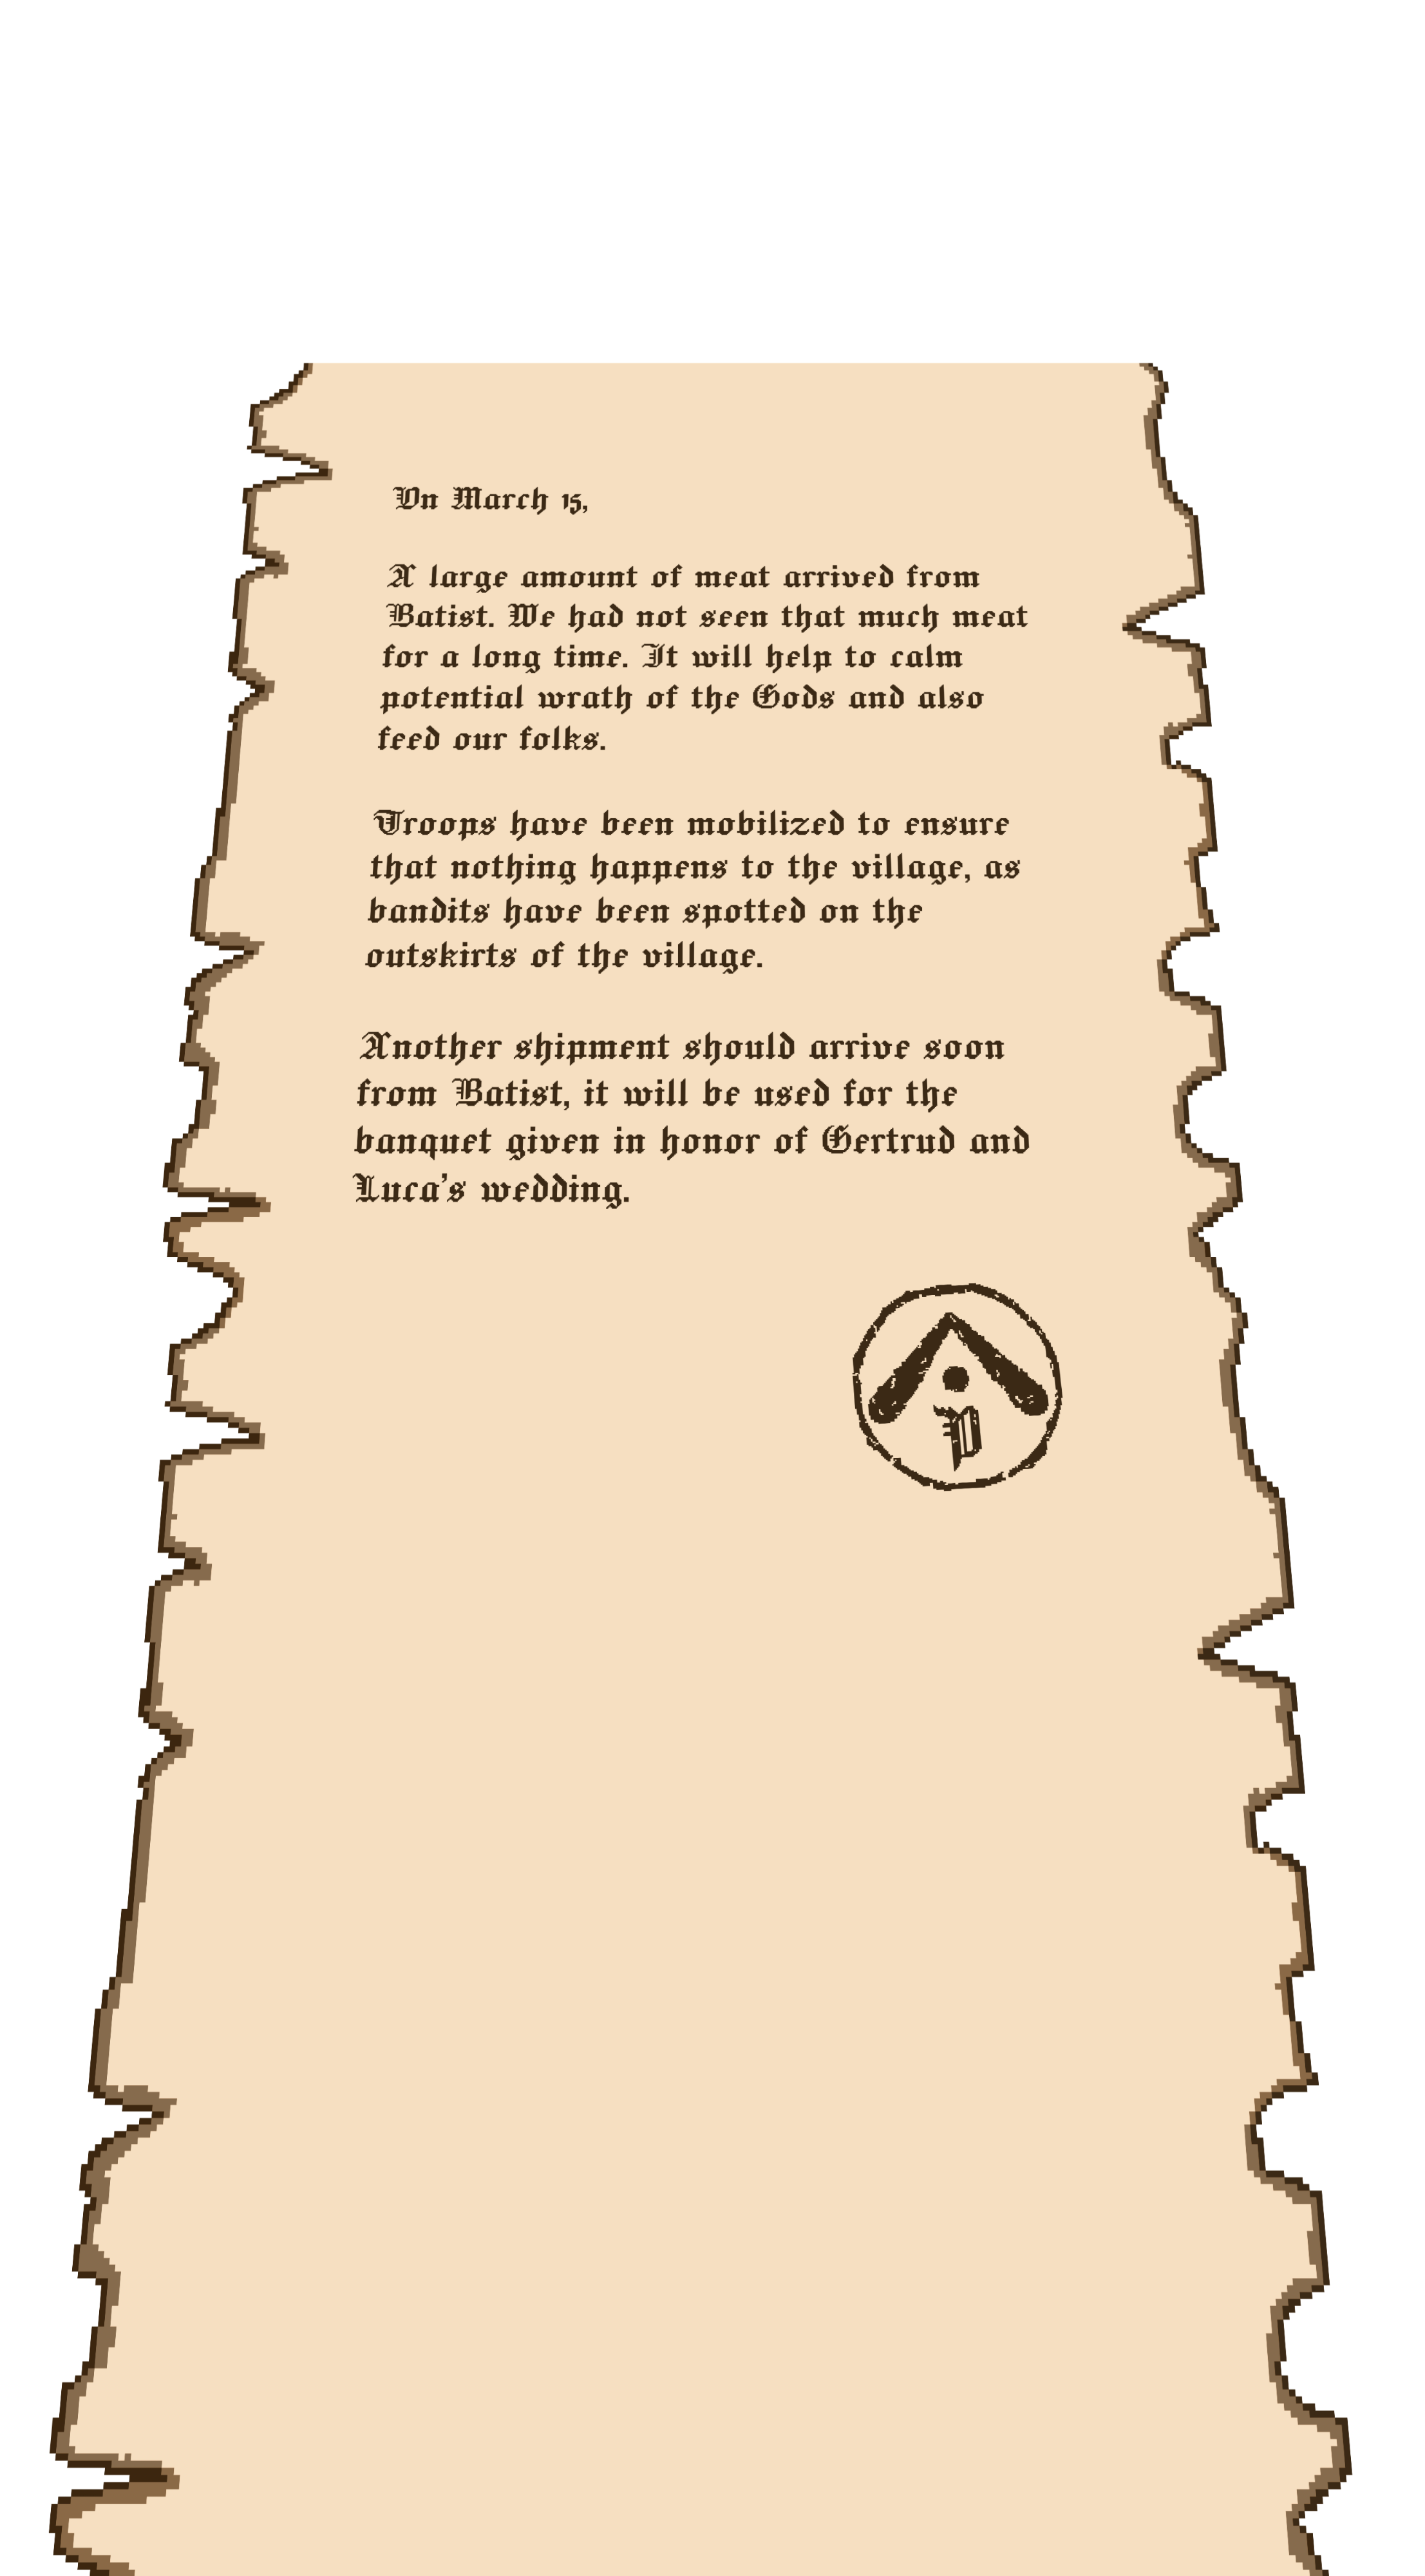 On March 15,
A large amount of meat arrived from
Batist. We had not seen that much meat
for a long time. It will help to calm
potential wrath of the Gods and also
feed our folks.
Troops have been mobilized to ensure
that nothing happens to the village, as
bandits have been spotted on the
outskirts of the village.
Another shipment should arrive soon
from Batist, it will be used for the
banquet given in honor of Gertrud and
Luca's wedding.